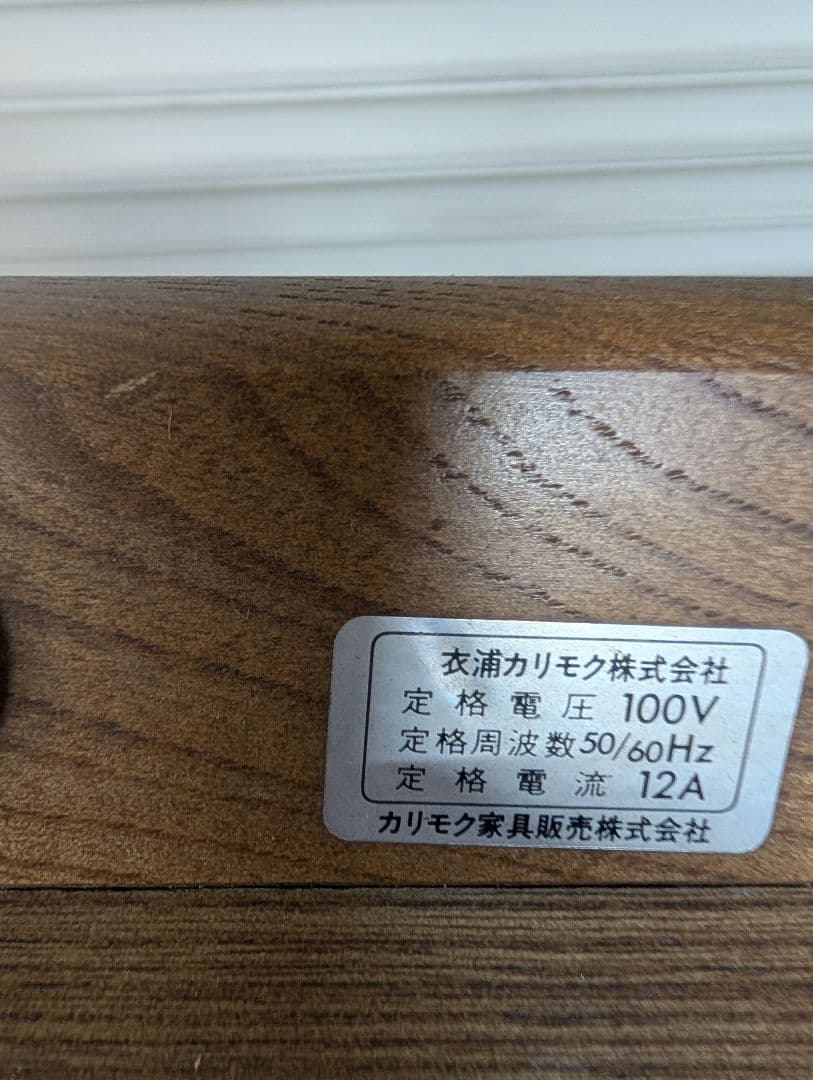 衣浦カリモク株式会社
定格電圧 100V
定格周波数 50/60Hz
定格電流 12A
カリモク家具販売株式会社